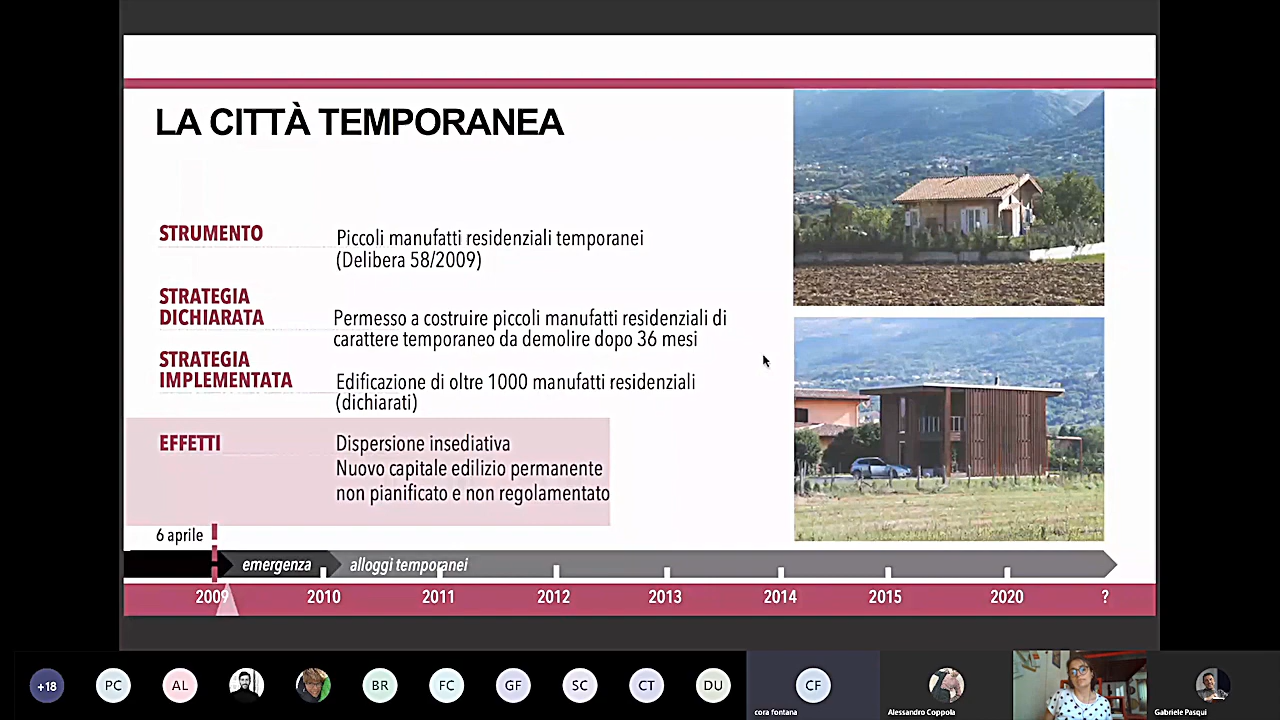 LA CITTÀ TEMPORANEA
STRUMENTO
Piccoli manufatti residenziali temporanei
(Delibera 58/2009)
STRATEGIA
DICHIARATA
Permesso a costruire piccoli manufatti residenziali di
carattere temporaneo da demolire dopo 36 mesi
STRATEGIA
IMPLEMENTATA
Edificazione di oltre 1000 manufatti residenziali
(dichiarati)
EFFETTI
Dispersione insediativa
Nuovo capitale edilizio permanente
non pianificato e non regolamentato
6 aprile
emergenza
alloggi temporanei
2009 2010 2011 2012 2013 2014 2015 2020 ?
+18 PC AL BR FC GF SC CT DU CF
cora fontana
Alessandro Coppola
Gabriele Pasqui